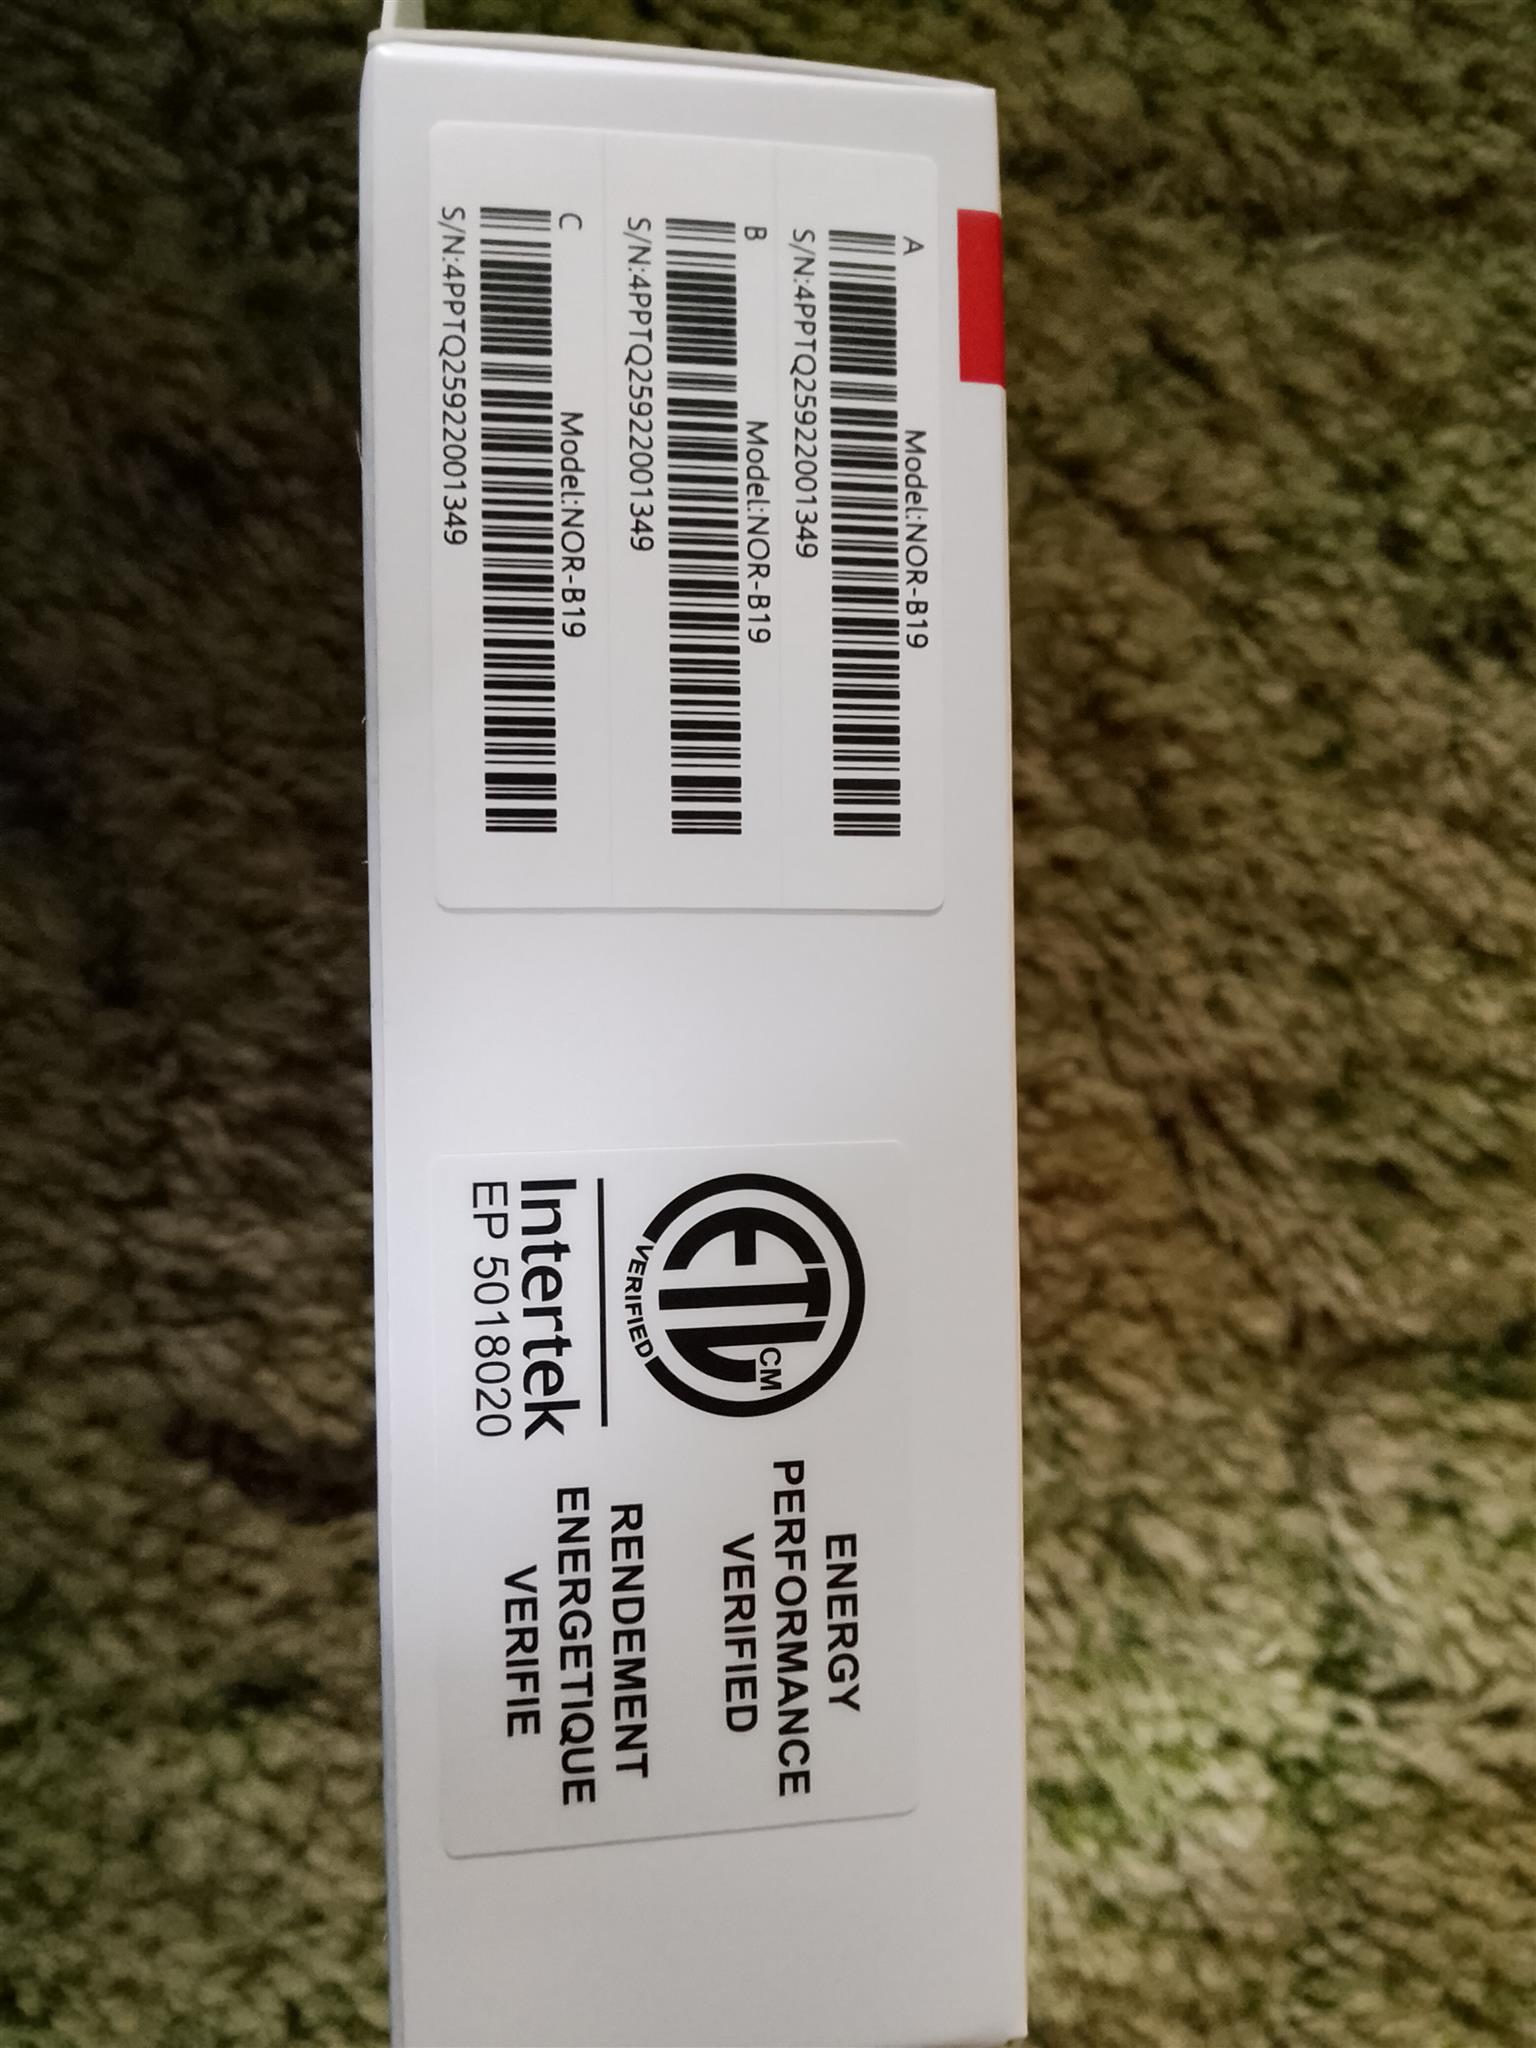 A
Model:NOR-B19
S/N:4PPTQ25922001349
B
Model:NOR-B19
S/N:4PPTQ25922001349
C
Model:NOR-B19
S/N:4PPTQ25922001349
ETL CM
VERIFIED
Intertek
EP 5018020
ENERGY
PERFORMANCE
VERIFIED
RENDEMENT
ENERGETIQUE
VERIFIE